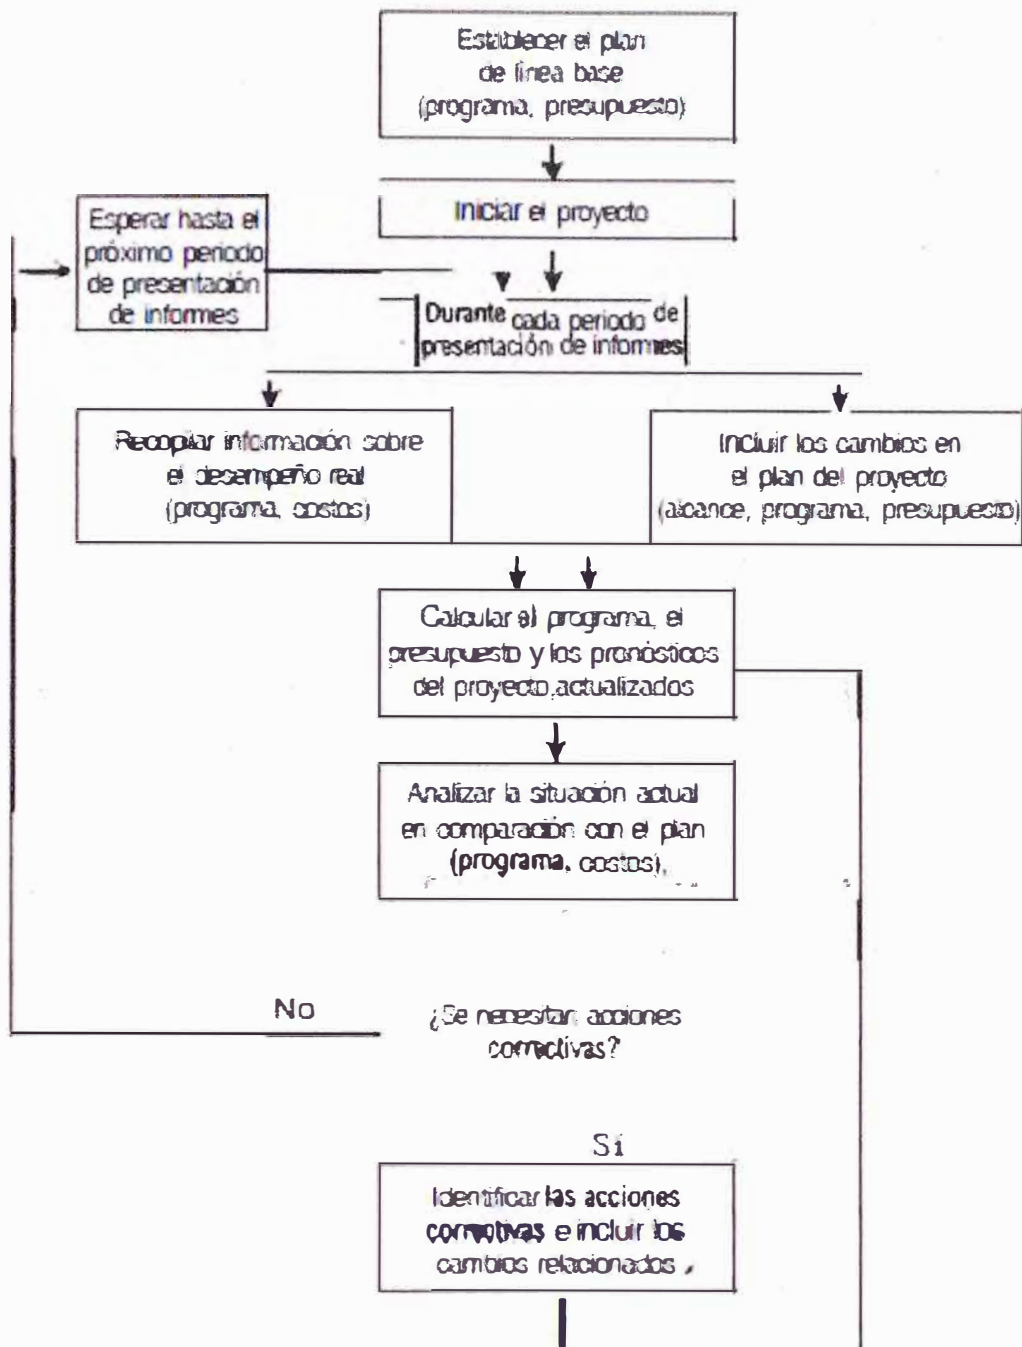 Establecer el plan
de línea base
(programa, presupuesto)
Iniciar el proyecto
Esperar hasta el
próximo periodo
de presentación
de informes
Durante cada periodo de
presentación de informes
Recopilar información sobre
el desempeño real
(programa, costos)
Incluir los cambios en
el plan del proyecto
(alcance, programa, presupuesto)
Calcular el programa, el
presupuesto y los pronósticos
del proyecto actualizados
Analizar la situación actual
en comparación con el plan
(programa, costos),
No
¿Se necesitan acciones
correctivas?
Sí
Identificar las acciones
correctivas e incluir los
cambios relacionados